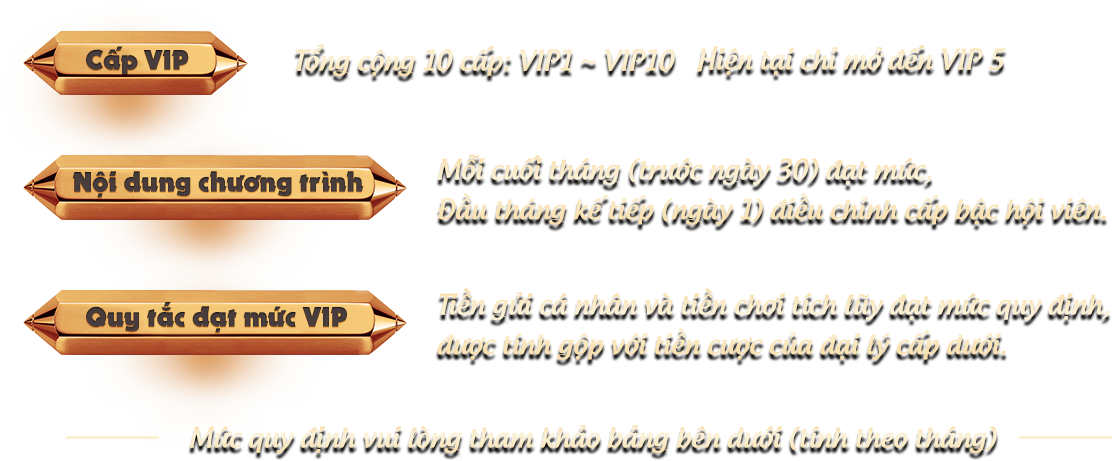 Cấp VIP
Tổng cộng 10 cấp: VIP1 ~ VIP10 Hiện tại chỉ mở đến VIP 5
Nội dung chương trình
Mỗi cuối tháng (trước ngày 30) đạt mức,
Đầu tháng kế tiếp (ngày 1) điều chỉnh cấp bậc hội viên.
Quy tắc đạt mức VIP
Tiền gửi cá nhân và tiền chơi tích lũy đạt mức quy định,
được tính gộp với tiền cược của đại lý cấp dưới.
Mức quy định vui lòng tham khảo bảng bên dưới (tính theo tháng)